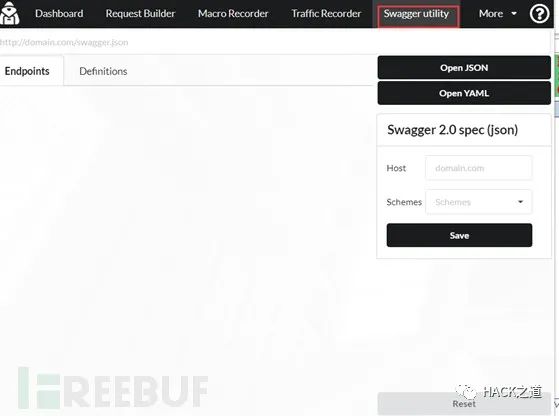 Dashboard Request Builder Macro Recorder Traffic Recorder Swagger utility More ?
http://domain.com/swagger.json
Endpoints Definitions
Open JSON
Open YAML
Swagger 2.0 spec (json)
Host domain.com
Schemes Schemes
Save
Reset
FREEBUF
HACK之道